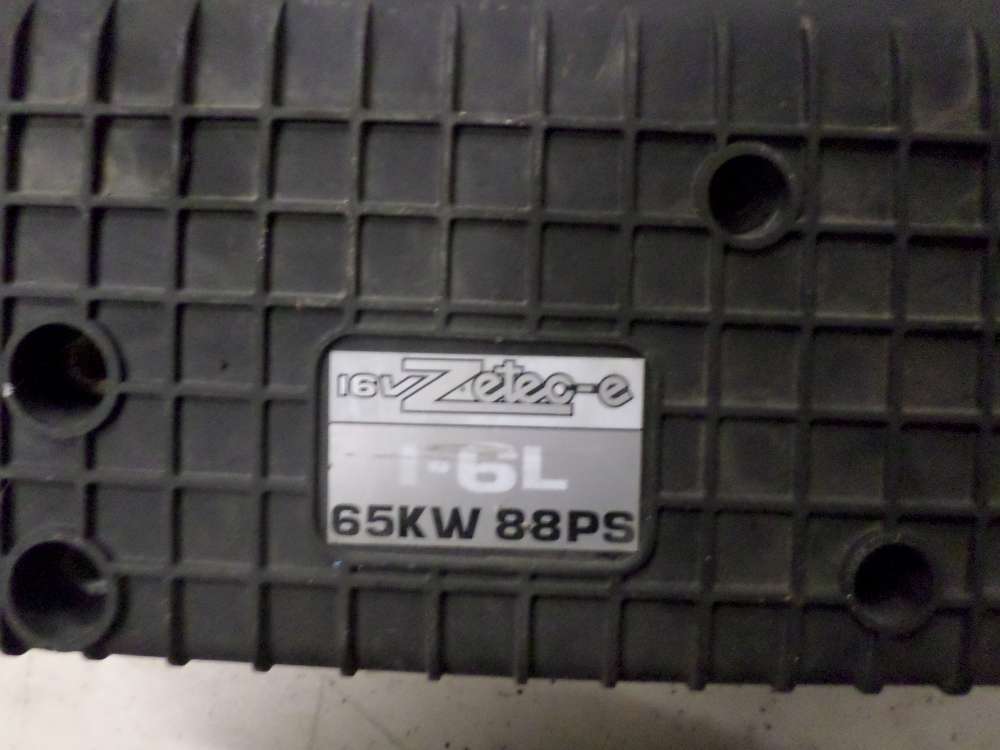 16V Zetec-e
1.6L
65KW 88PS